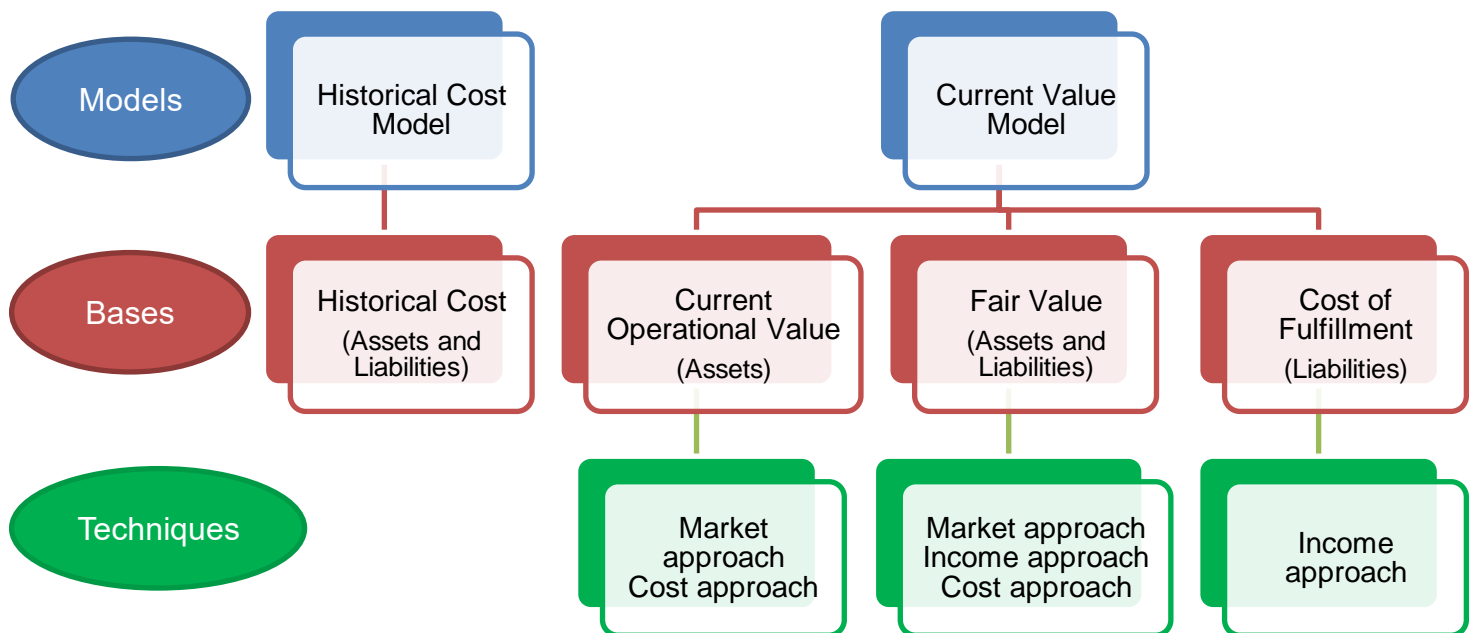 Models
Historical Cost
Model
Current Value
Model
Bases
Historical Cost
(Assets and
Liabilities)
Current
Operational Value
(Assets)
Fair Value
(Assets and
Liabilities)
Cost of
Fulfillment
(Liabilities)
Techniques
Market
approach
Cost approach
Market approach
Income approach
Cost approach
Income
approach